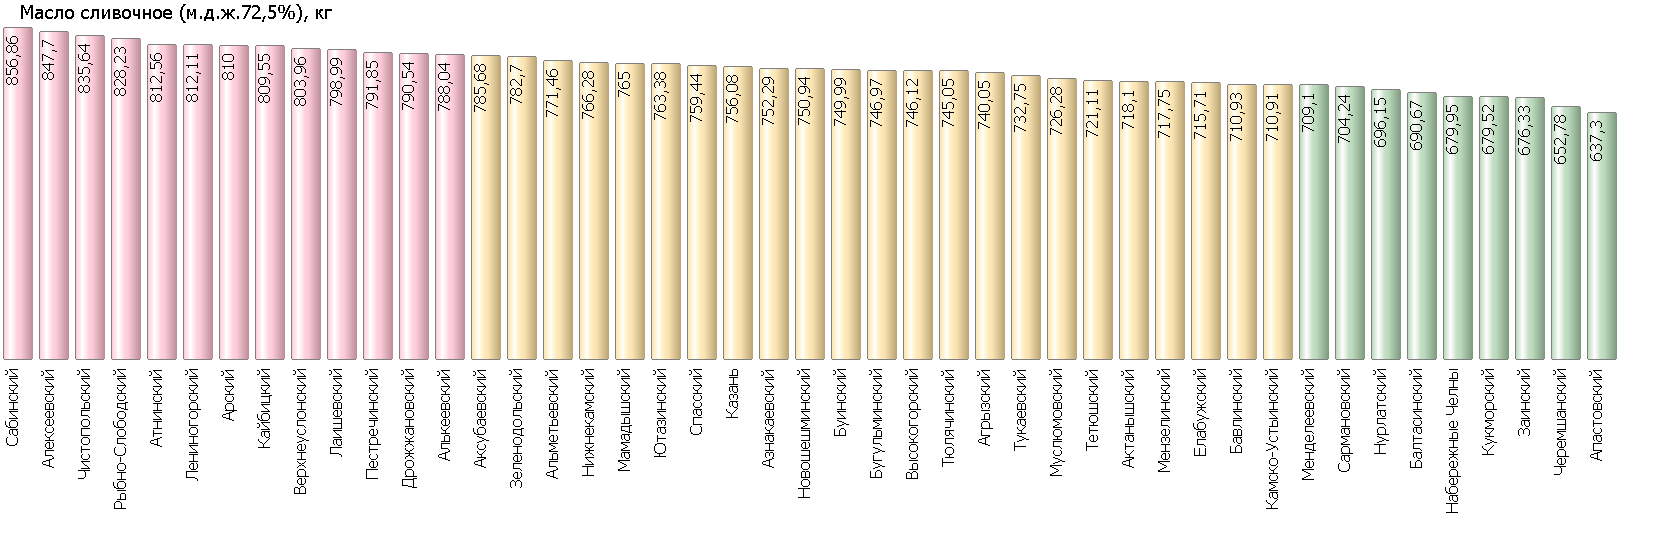 Масло сливочное (м.д.ж.72,5%), кг
856,86
847,7
835,64
828,23
812,56
812,11
810
809,55
803,96
798,99
791,85
790,54
788,04
785,68
782,7
771,46
766,28
765
763,38
759,44
756,08
752,29
750,94
749,99
746,97
746,12
745,05
740,05
732,75
726,28
721,11
718,1
717,75
715,71
710,93
710,91
709,1
704,24
696,15
690,67
679,95
679,52
676,33
652,78
637,3
Сабинский
Алексеевский
Чистопольский
Рыбно-Слободский
Атнинский
Лениногорский
Арский
Кайбицкий
Верхнеуслонский
Лаишевский
Пестречинский
Дрожжановский
Алькеевский
Аксубаевский
Зеленодольский
Альметьевский
Нижнекамский
Мамадышский
Ютазинский
Спасский
Казань
Азнакаевский
Новошешминский
Буинский
Бугульминский
Высокогорский
Тюлячинский
Агрызский
Тукаевский
Муслюмовский
Тетюшский
Актанышский
Мензелинский
Елабужский
Бавлинский
Камско-Устьинский
Менделеевский
Сармановский
Нурлатский
Балтасинский
Набережные Челны
Кукморский
Заинский
Черемшанский
Апастовский